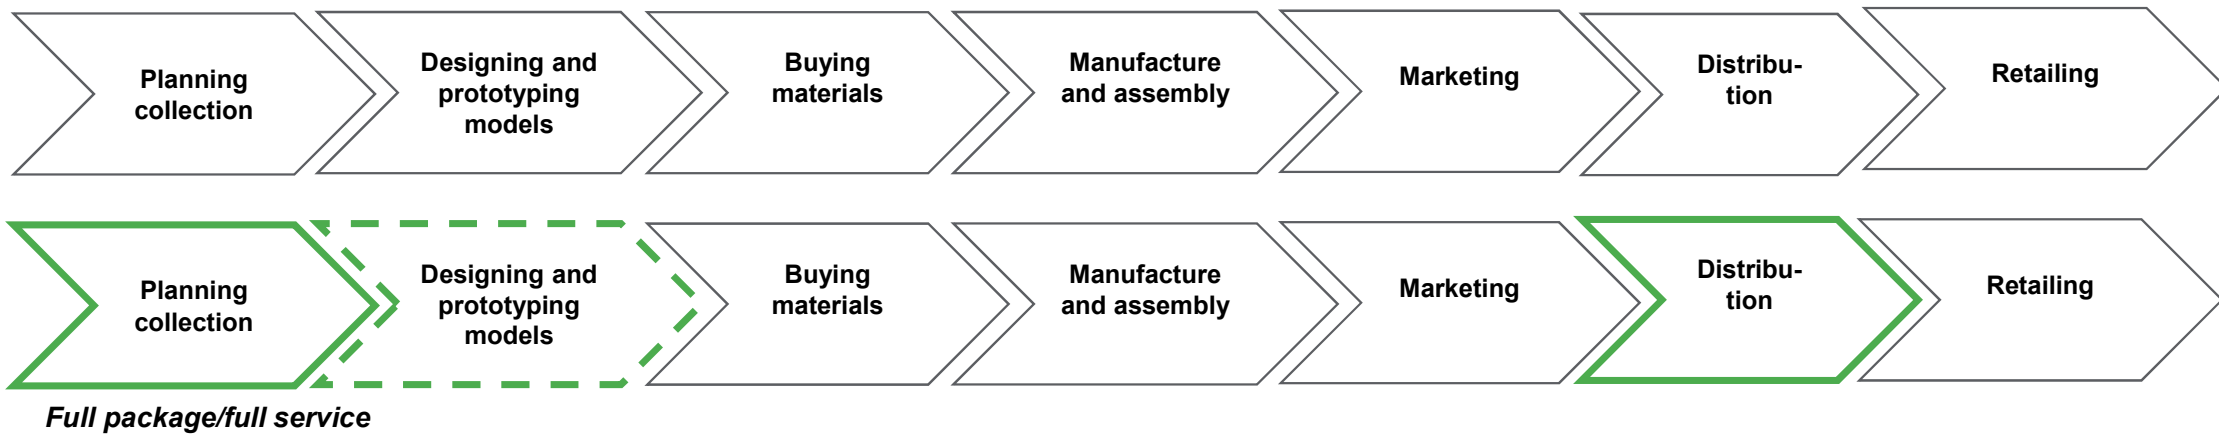 Planning
collection
Designing and
prototyping
models
Buying
materials
Manufacture
and assembly
Marketing
Distribu-
tion
Retailing
Planning
collection
Designing and
prototyping
models
Buying
materials
Manufacture
and assembly
Marketing
Distribu-
tion
Retailing
Full package/full service